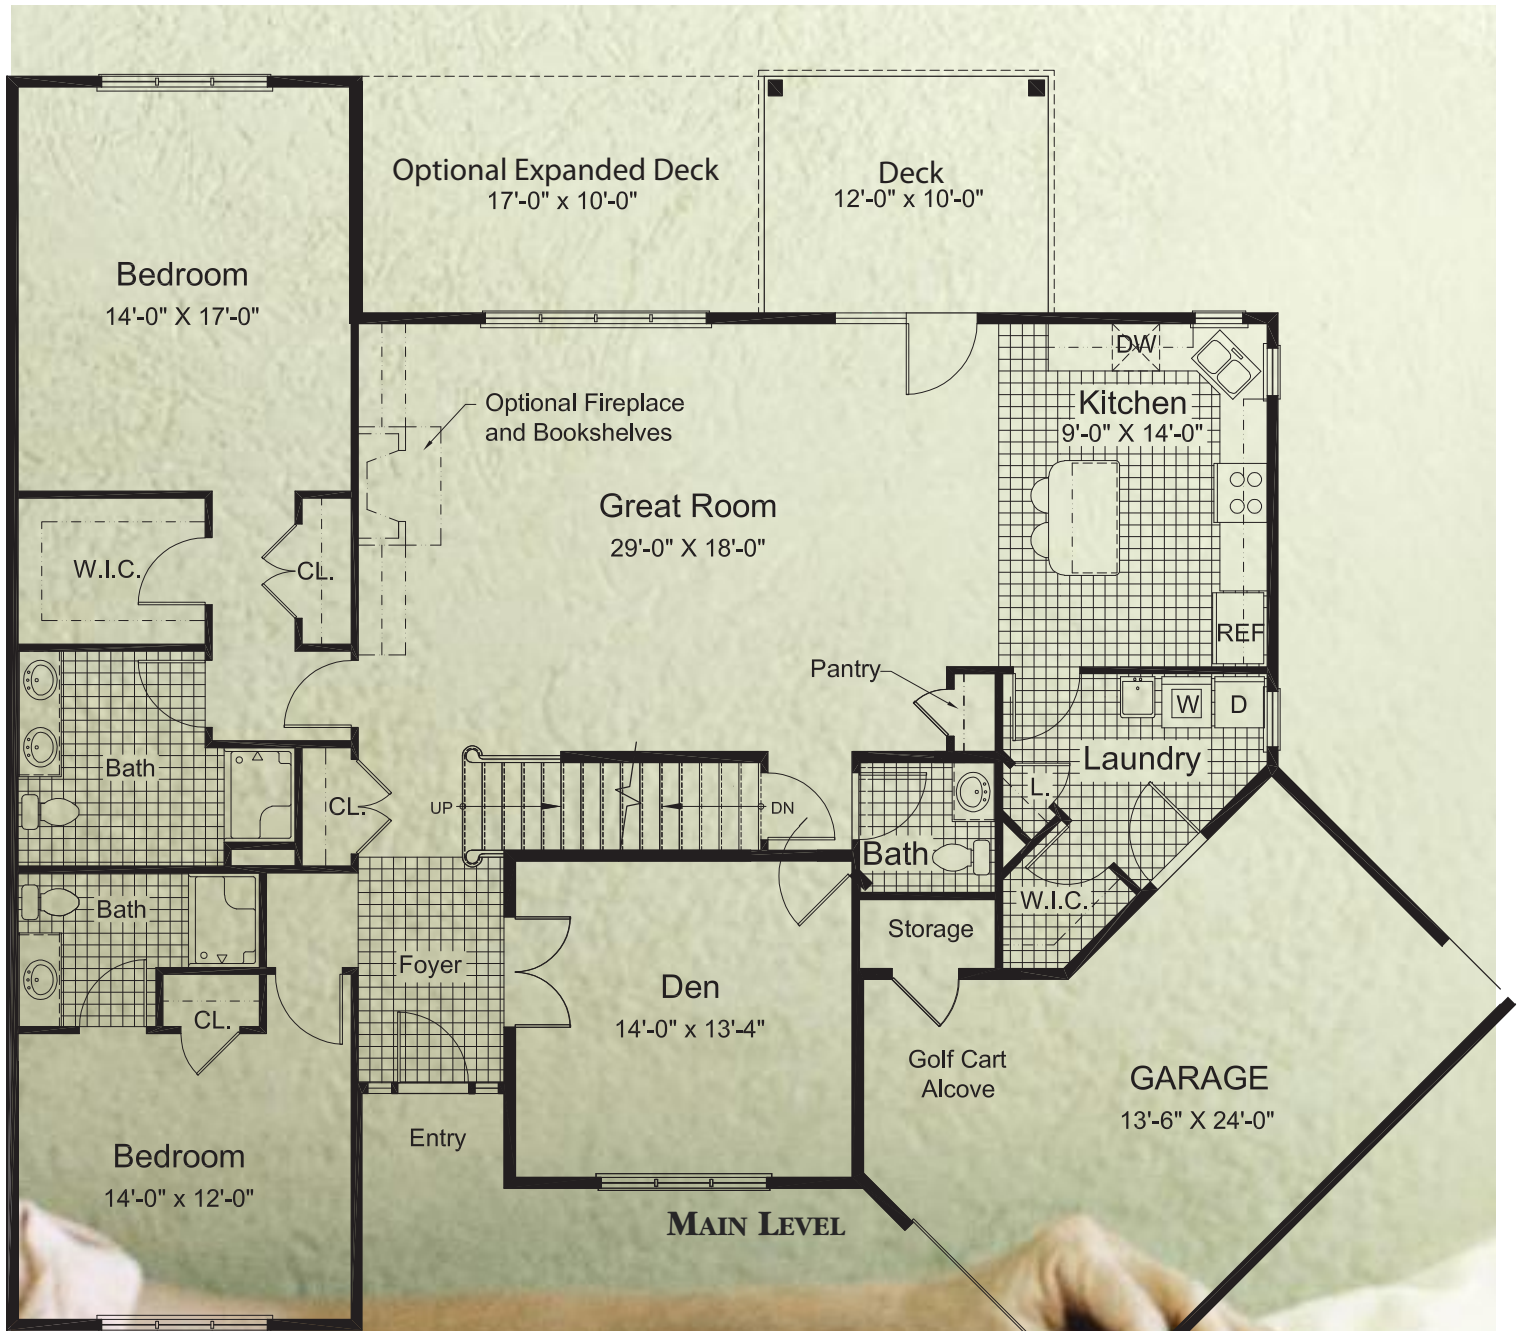 Optional Expanded Deck
17'-0" x 10'-0"
Deck
12'-0" x 10'-0"
Bedroom
14'-0" X 17'-0"
DW
Optional Fireplace
and Bookshelves
Kitchen
9'-0" X 14'-0"
Great Room
29'-0" X 18'-0"
W.I.C.
CL.
REF
Pantry
W
D
Bath
Laundry
CL.
UP
DN
L.
Bath
Bath
W.I.C.
Storage
Foyer
Den
14'-0" x 13'-4"
CL.
Golf Cart
Alcove
GARAGE
13'-6" X 24'-0"
Entry
Bedroom
14'-0" x 12'-0"
MAIN LEVEL